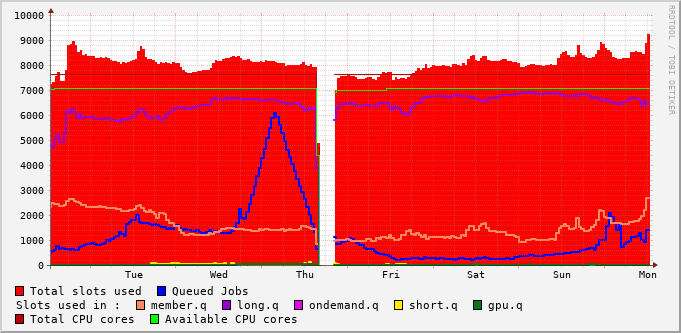 10000
9000
8000
7000
6000
5000
4000
3000
2000
1000
0
Tue Wed Thu Fri Sat Sun Mon
RRDTOOL / TOBI OETIKER
Total slots used Queued Jobs
Slots used in : member.q long.q ondemand.q short.q gpu.q
Total CPU cores Available CPU cores